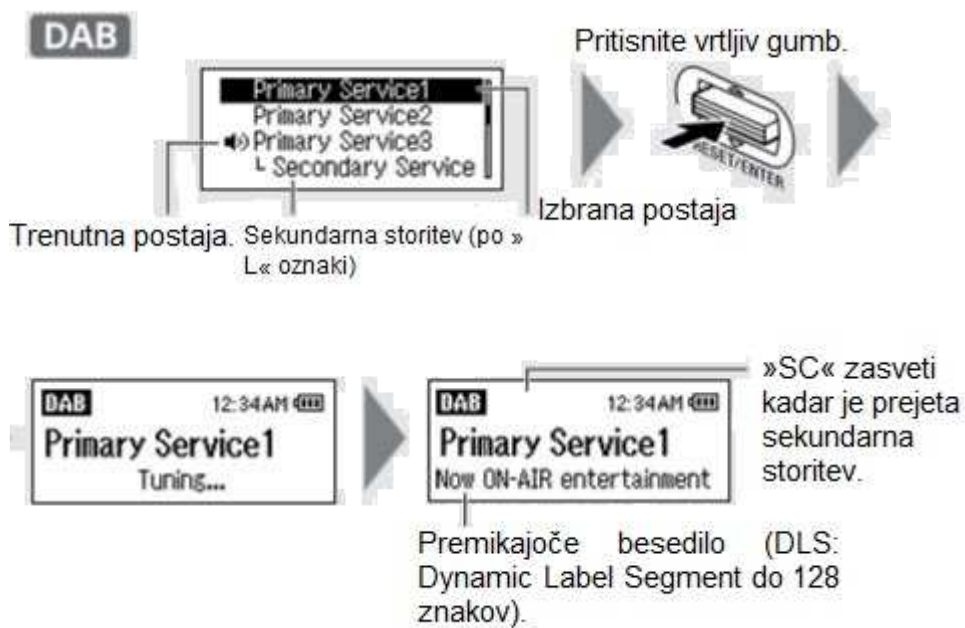 DAB
Pritisnite vrtljiv gumb.
Primary Service1
Primary Service2
Primary Service3
└ Secondary Service
RESET/ENTER
Izbrana postaja
Trenutna postaja.
Sekundarna storitev (po »
L« oznaki)
DAB 12:34AM
Primary Service1
Tuning...
DAB 12:34AM
Primary Service1
Now ON-AIR entertainment
»SC« zasveti
kadar je prejeta
sekundarna
storitev.
Premikajoče besedilo (DLS:
Dynamic Label Segment do 128
znakov).